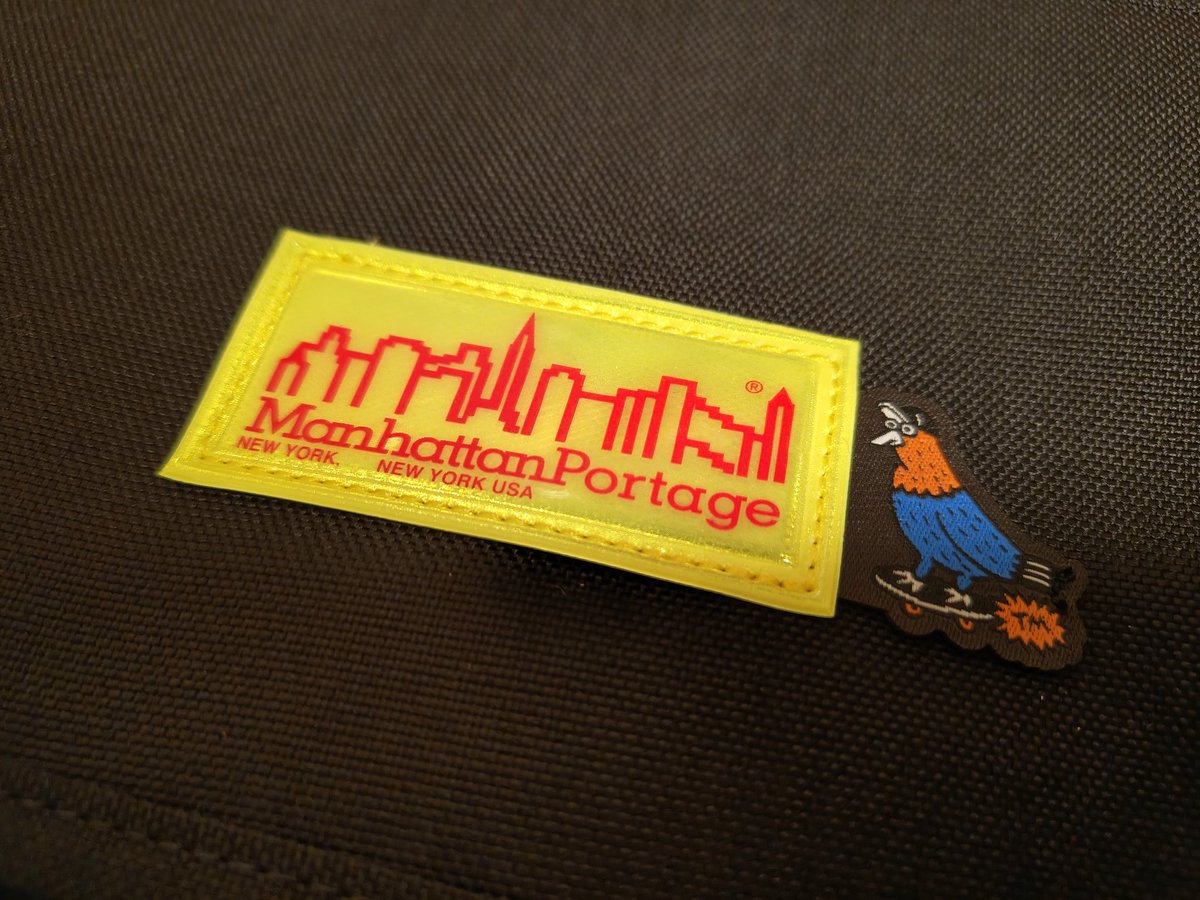 ®
ManhattanPortage
NEW YORK, NEW YORK USA